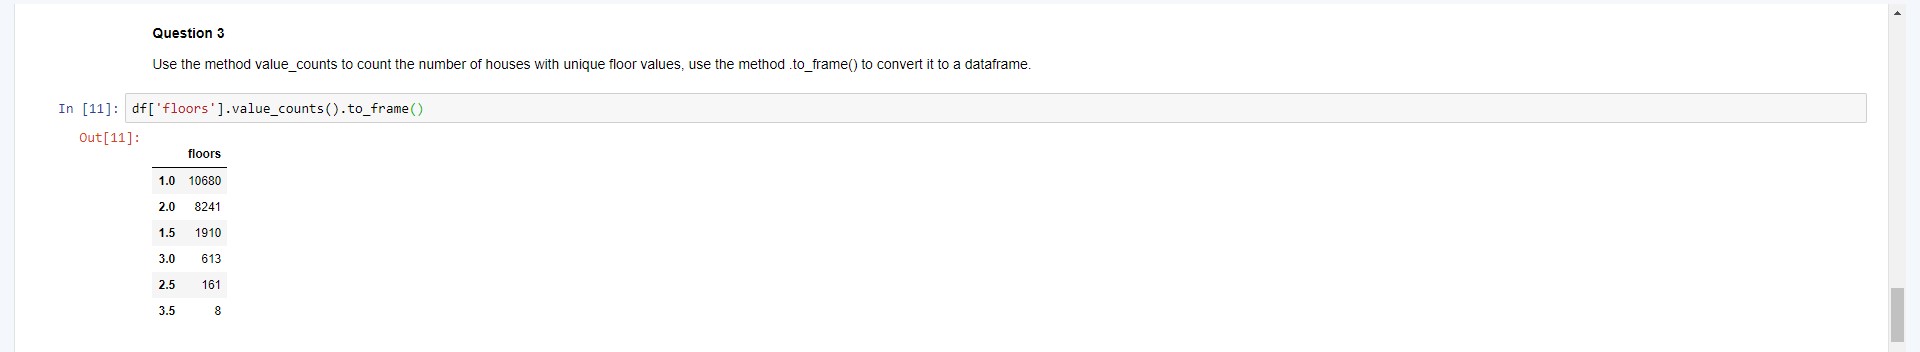 Question 3
Use the method value_counts to count the number of houses with unique floor values, use the method .to_frame() to convert it to a dataframe.
In [11]: df['floors'].value_counts().to_frame()
Out[11]:
floors
1.0 10680
2.0 8241
1.5 1910
3.0 613
2.5 161
3.5 8